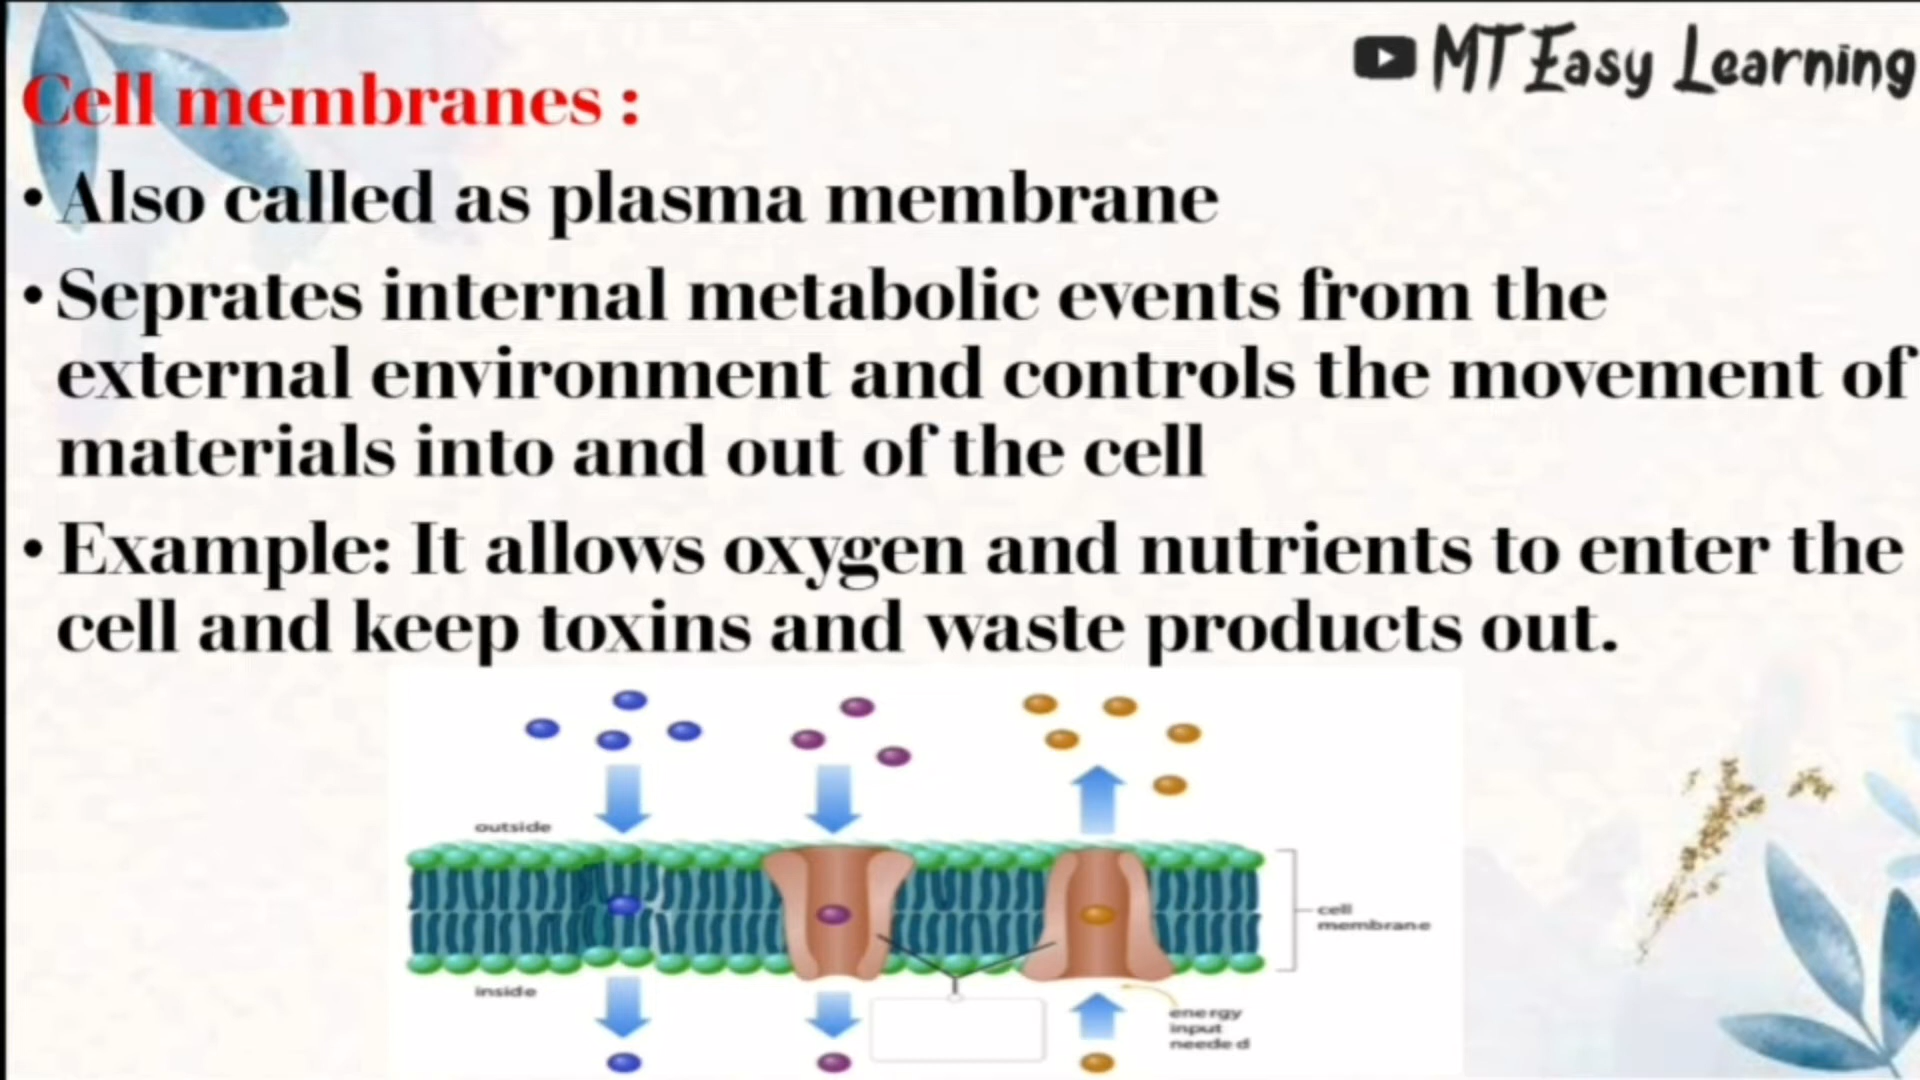 MT Easy Learning
Cell membranes :
• Also called as plasma membrane
• Seprates internal metabolic events from the
external environment and controls the movement of
materials into and out of the cell
• Example: It allows oxygen and nutrients to enter the
cell and keep toxins and waste products out.
outside
cell
membrane
inside
energy
input
needed